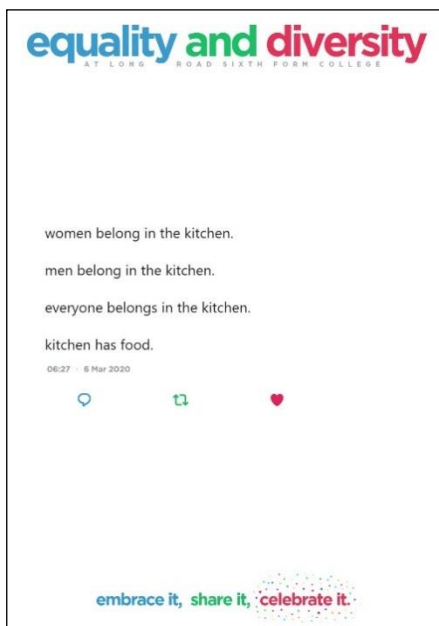 equality and diversity
AT LONG ROAD SIXTH FORM COLLEGE
women belong in the kitchen.
men belong in the kitchen.
everyone belongs in the kitchen.
kitchen has food.
06:27 · 6 Mar 2020
embrace it, share it, celebrate it.